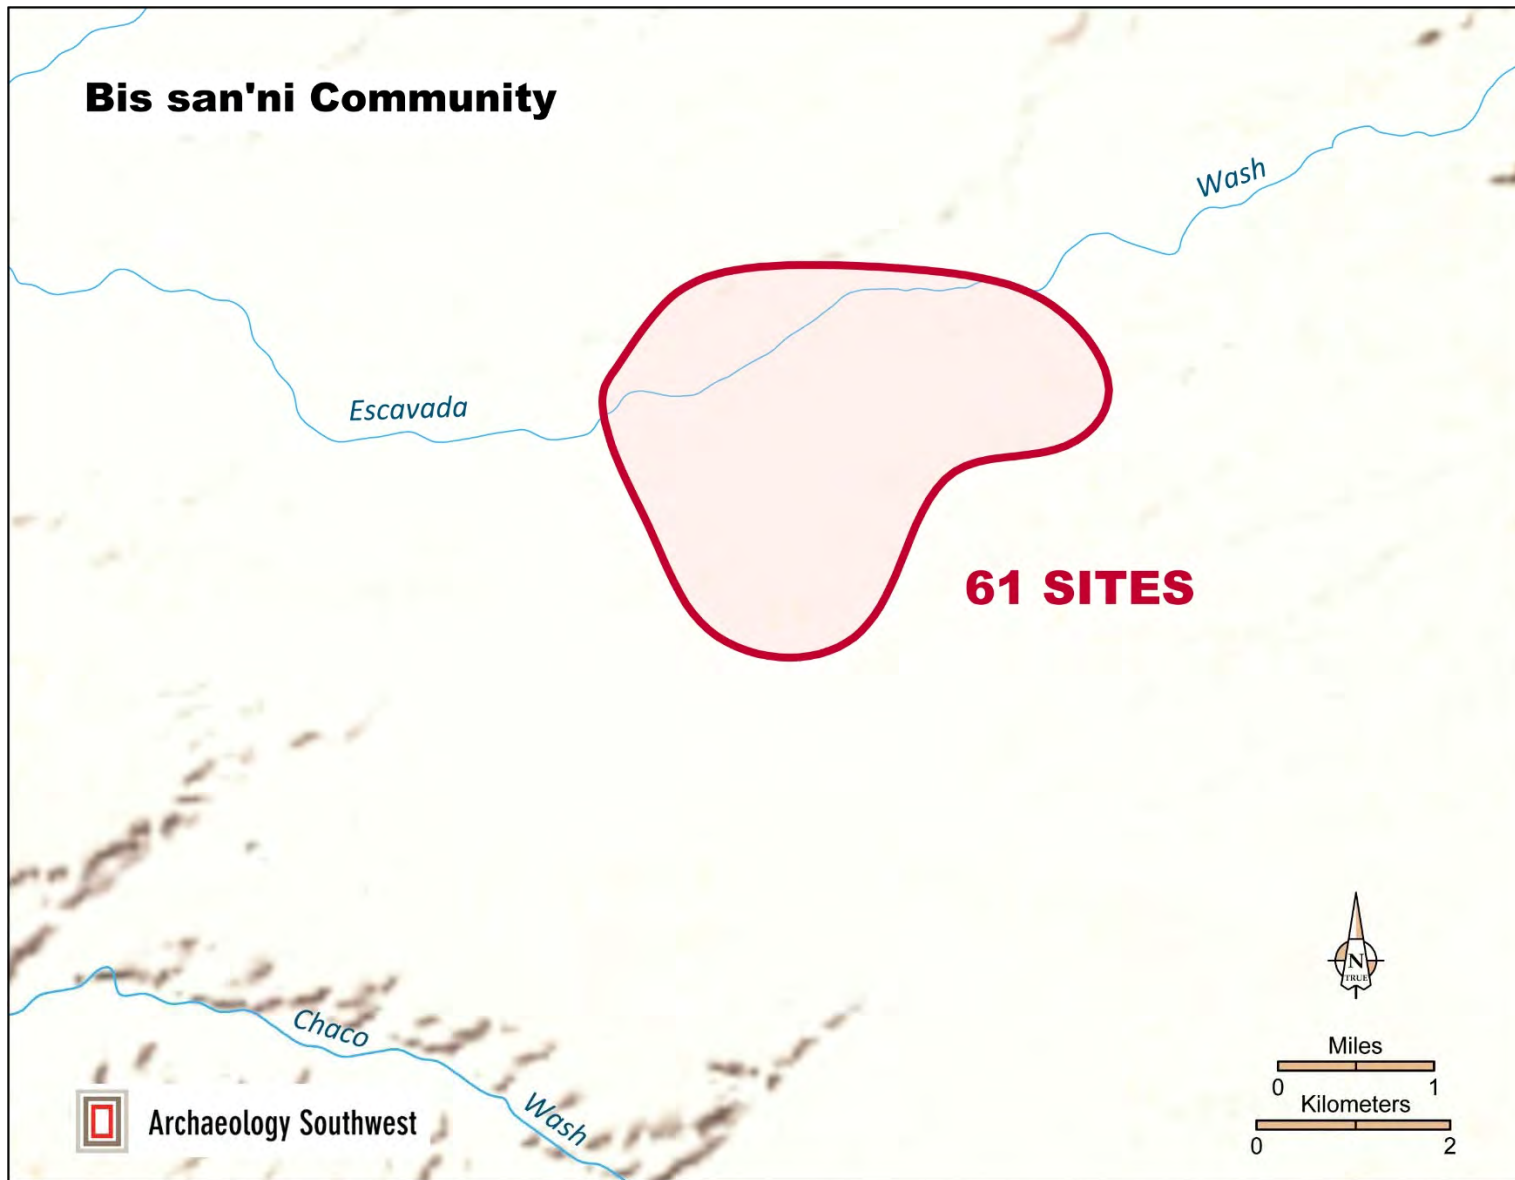 Bis san'ni Community
Wash
Escavada
61 SITES
N
TRUE
Chaco
Wash
Miles
0 1
Kilometers
0 2
Archaeology Southwest